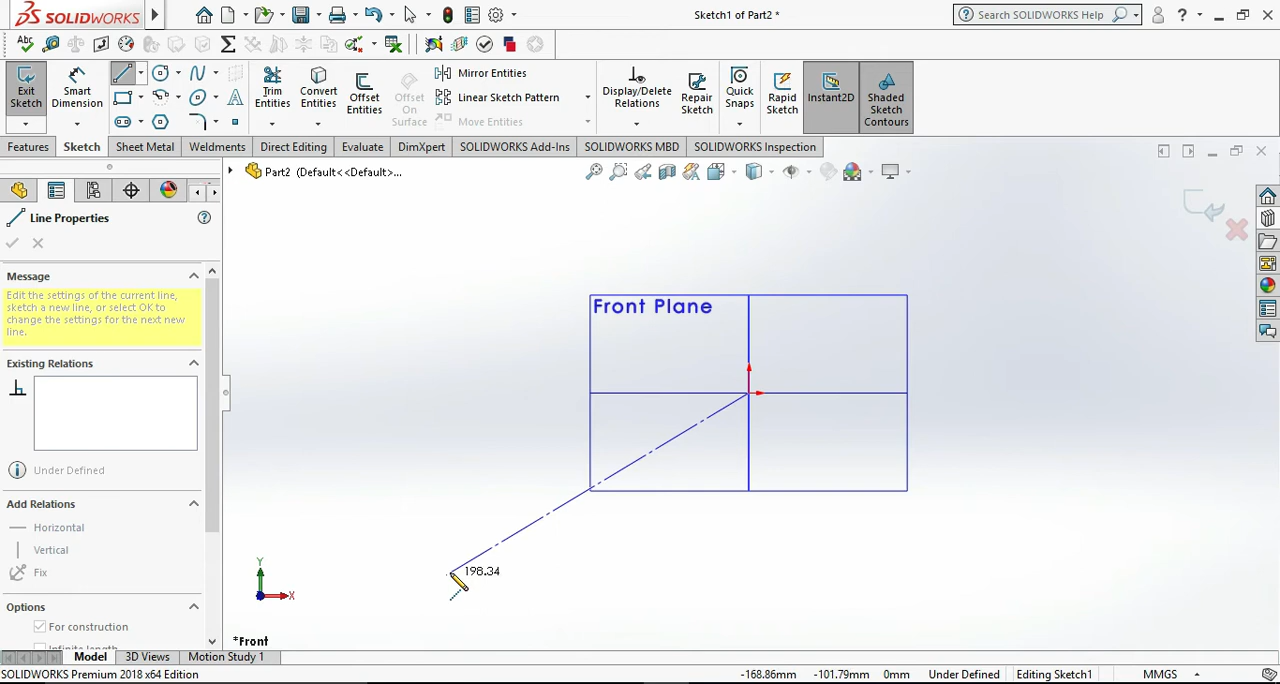 SOLIDWORKS
Sketch1 of Part2 *
Search SOLIDWORKS Help
Abc
Exit Sketch
Smart Dimension
Trim Entities
Convert Entities
Offset Entities
Offset On Surface
Mirror Entities
Linear Sketch Pattern
Move Entities
Display/Delete Relations
Repair Sketch
Quick Snaps
Rapid Sketch
Instant2D
Shaded Sketch Contours
Features
Sketch
Sheet Metal
Weldments
Direct Editing
Evaluate
DimXpert
SOLIDWORKS Add-Ins
SOLIDWORKS MBD
SOLIDWORKS Inspection
Part2 (Default<<Default>...
Line Properties
Message
Edit the settings of the current line,
sketch a new line, or select OK to
change the settings for the next new
line.
Existing Relations
Under Defined
Add Relations
Horizontal
Vertical
Fix
Options
For construction
Infinite length
Front Plane
198.34
Y
X
*Front
Model
3D Views
Motion Study 1
SOLIDWORKS Premium 2018 x64 Edition
-168.86mm
-101.79mm
0mm
Under Defined
Editing Sketch1
MMGS